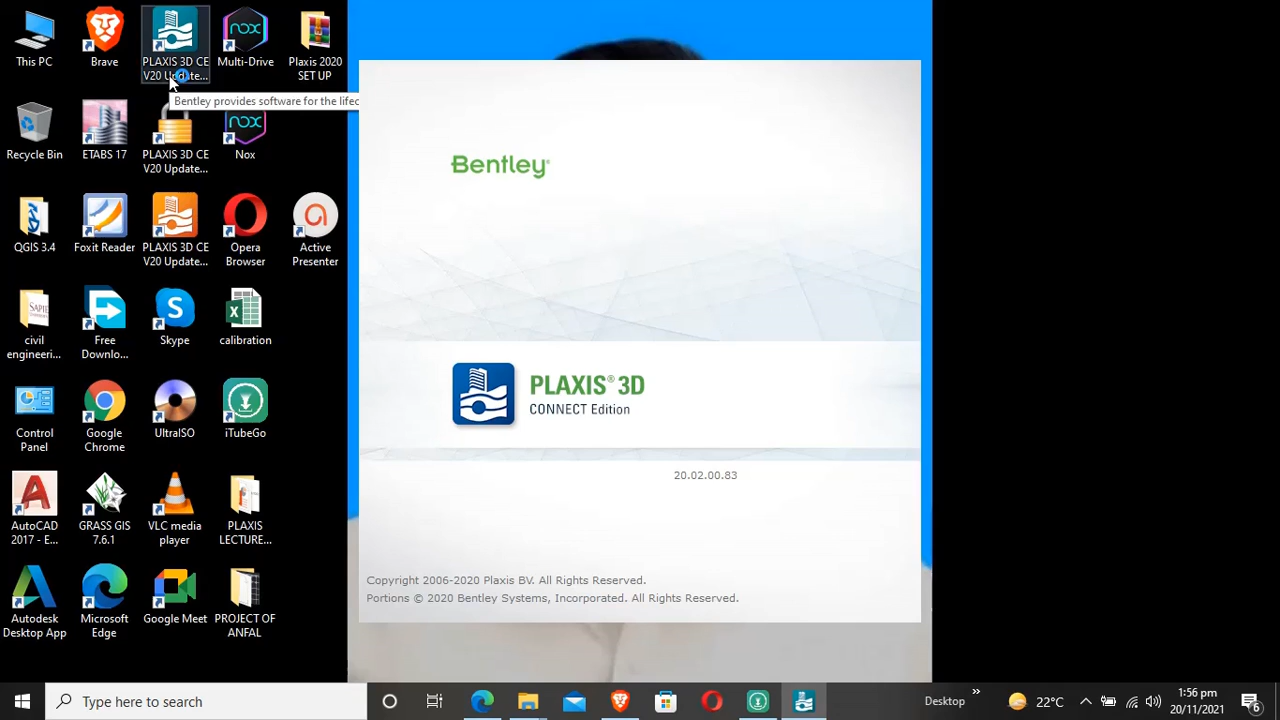 This PC
Brave
PLAXIS 3D CE
V20 Update...
Multi-Drive
Plaxis 2020
SET UP
Bentley provides software for the lifec
Recycle Bin
ETABS 17
PLAXIS 3D CE
V20 Update...
nox
nox
Nox
QGIS 3.4
Foxit Reader
PLAXIS 3D CE
V20 Update...
Opera
Browser
Active
Presenter
SAPIE
civil
engineeri...
Free
Downlo...
Skype
calibration
Control
Panel
Google
Chrome
UltraISO
iTubeGo
AutoCAD
2017 - E...
GRASS GIS
7.6.1
VLC media
player
PLAXIS
LECTURE...
Autodesk
Desktop App
Microsoft
Edge
Google Meet
PROJECT OF
ANFAL
Bentley®
PLAXIS® 3D
CONNECT Edition
20.02.00.83
Copyright 2006-2020 Plaxis BV. All Rights Reserved.
Portions © 2020 Bentley Systems, Incorporated. All Rights Reserved.
Type here to search
Desktop
»
22°C
1:56 pm
20/11/2021
6